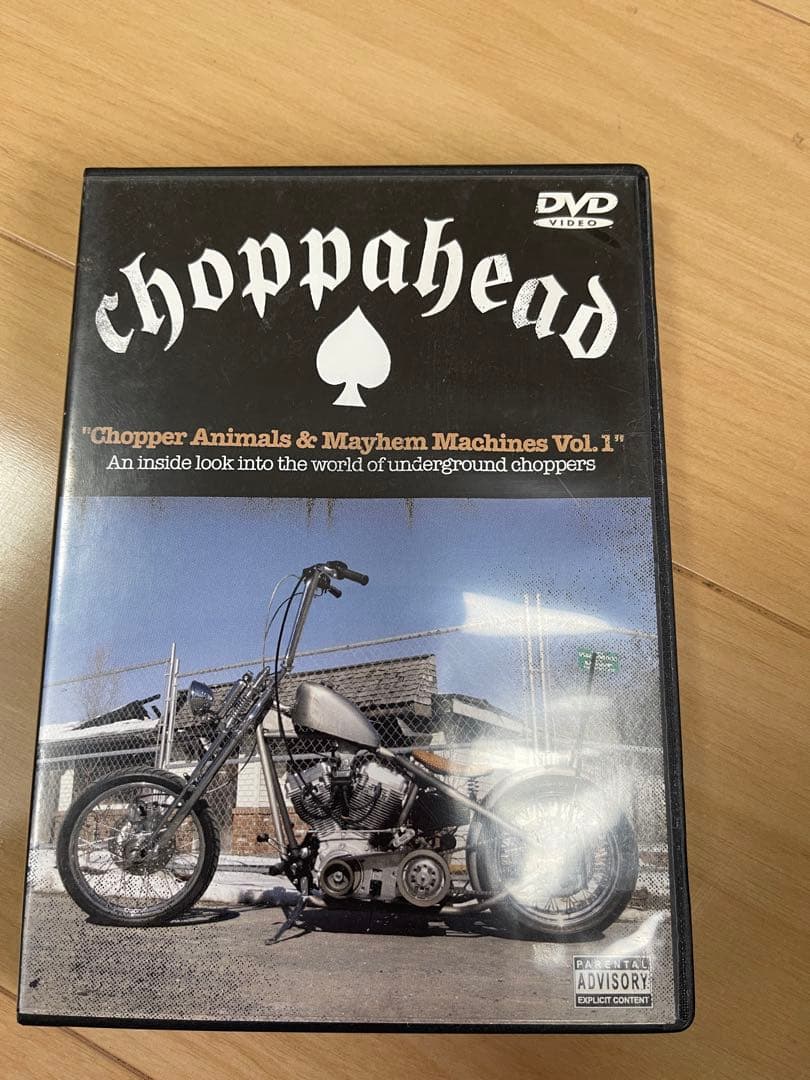 DVD
VIDEO
choppahead
"Chopper Animals & Mayhem Machines Vol.1"
An inside look into the world of underground choppers
PARENTAL
ADVISORY
EXPLICIT CONTENT